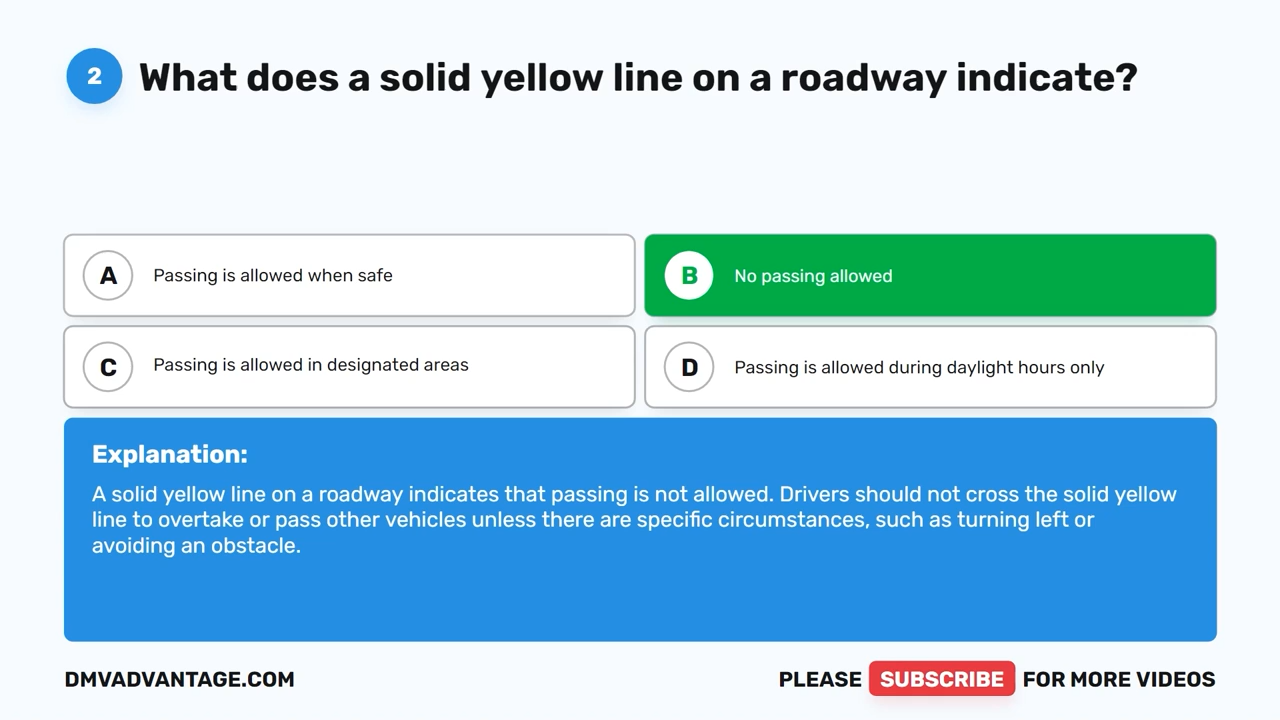 2
What does a solid yellow line on a roadway indicate?
A Passing is allowed when safe
B No passing allowed
C Passing is allowed in designated areas
D Passing is allowed during daylight hours only
Explanation:
A solid yellow line on a roadway indicates that passing is not allowed. Drivers should not cross the solid yellow
line to overtake or pass other vehicles unless there are specific circumstances, such as turning left or
avoiding an obstacle.
DMVADVANTAGE.COM
PLEASE SUBSCRIBE FOR MORE VIDEOS